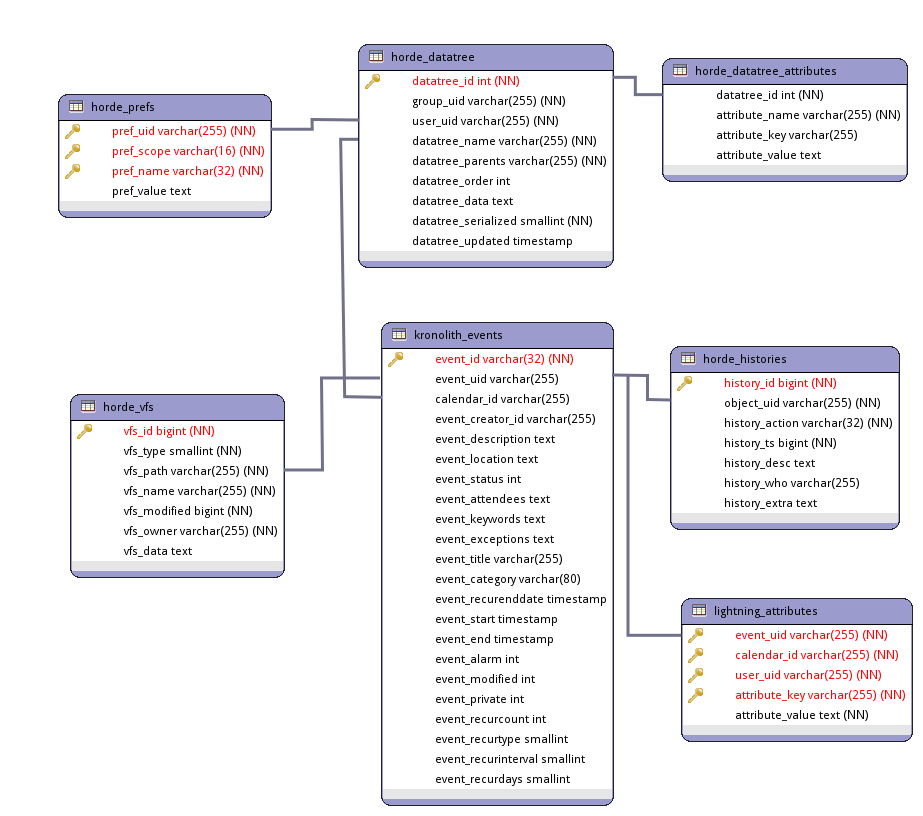 horde_datatree
datatree_id int (NN)
group_uid varchar(255) (NN)
user_uid varchar(255) (NN)
datatree_name varchar(255) (NN)
datatree_parents varchar(255) (NN)
datatree_order int
datatree_data text
datatree_serialized smallint (NN)
datatree_updated timestamp
horde_datatree_attributes
datatree_id int (NN)
attribute_name varchar(255) (NN)
attribute_key varchar(255)
attribute_value text
horde_prefs
pref_uid varchar(255) (NN)
pref_scope varchar(16) (NN)
pref_name varchar(32) (NN)
pref_value text
kronolith_events
event_id varchar(32) (NN)
event_uid varchar(255)
calendar_id varchar(255)
event_creator_id varchar(255)
event_description text
event_location text
event_status int
event_attendees text
event_keywords text
event_exceptions text
event_title varchar(255)
event_category varchar(80)
event_recurenddate timestamp
event_start timestamp
event_end timestamp
event_alarm int
event_modified int
event_private int
event_recurcount int
event_recurtype smallint
event_recurinterval smallint
event_recurdays smallint
horde_histories
history_id bigint (NN)
object_uid varchar(255) (NN)
history_action varchar(32) (NN)
history_ts bigint (NN)
history_desc text
history_who varchar(255)
history_extra text
horde_vfs
vfs_id bigint (NN)
vfs_type smallint (NN)
vfs_path varchar(255) (NN)
vfs_name varchar(255) (NN)
vfs_modified bigint (NN)
vfs_owner varchar(255) (NN)
vfs_data text
lightning_attributes
event_uid varchar(255) (NN)
calendar_id varchar(255) (NN)
user_uid varchar(255) (NN)
attribute_key varchar(255) (NN)
attribute_value text (NN)